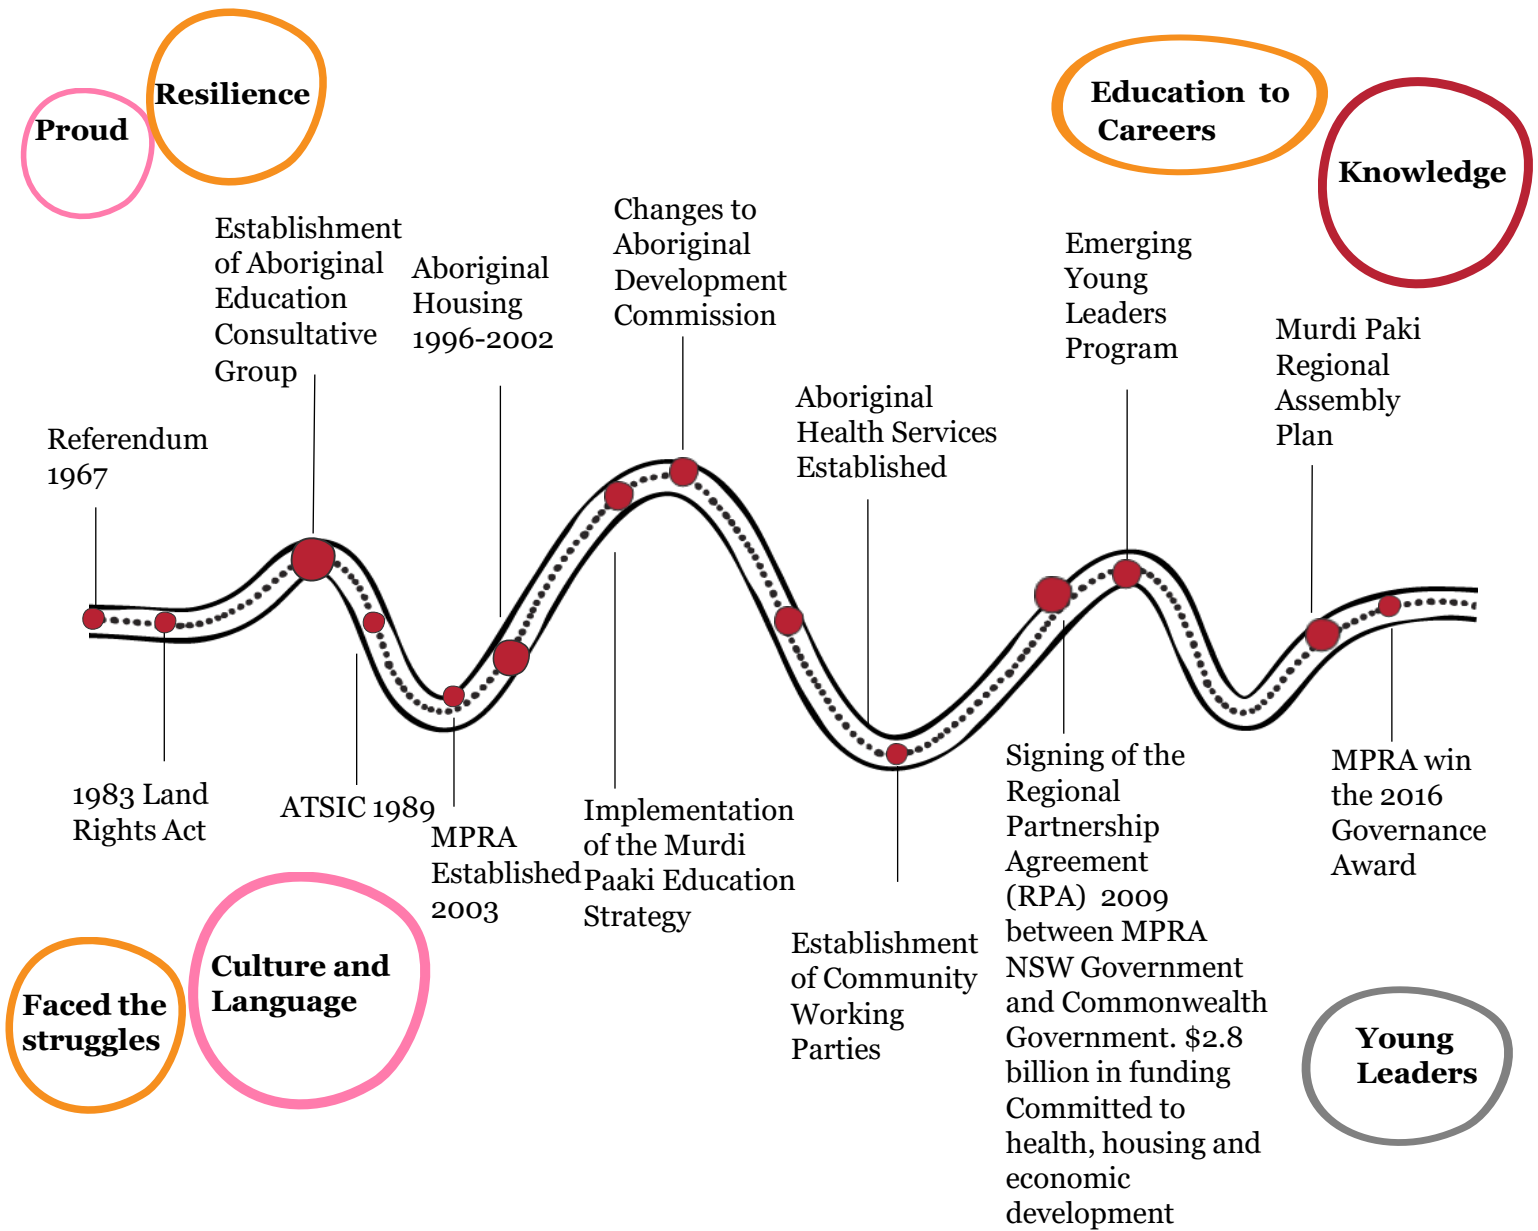 Resilience
Proud
Education to
Careers
Knowledge
Establishment
of Aboriginal
Education
Consultative
Group
Aboriginal
Housing
1996-2002
Changes to
Aboriginal
Development
Commission
Emerging
Young
Leaders
Program
Murdi Paki
Regional
Assembly
Plan
Aboriginal
Health Services
Established
Referendum
1967
1983 Land
Rights Act
ATSIC 1989
MPRA
Established
2003
Implementation
of the Murdi
Paaki Education
Strategy
Establishment
of Community
Working
Parties
Signing of the
Regional
Partnership
Agreement
(RPA) 2009
between MPRA
NSW Government
and Commonwealth
Government. $2.8
billion in funding
Committed to
health, housing and
economic
development
MPRA win
the 2016
Governance
Award
Culture and
Language
Faced the
struggles
Young
Leaders